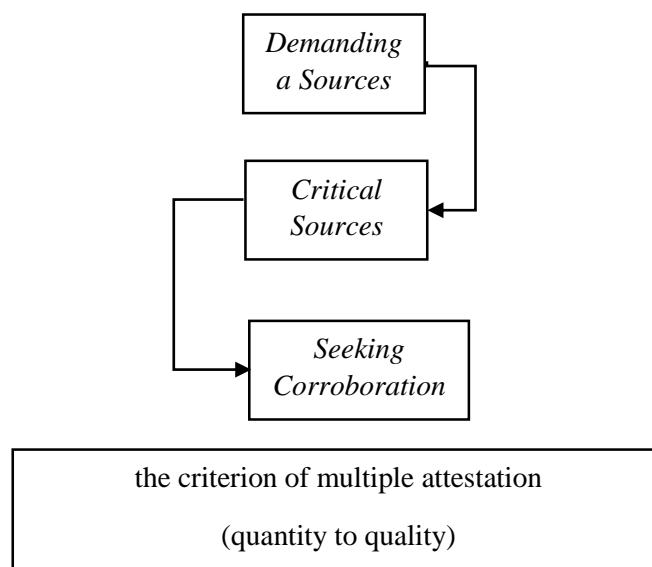 Demanding
a Sources
Critical
Sources
Seeking
Corroboration
the criterion of multiple attestation
(quantity to quality)